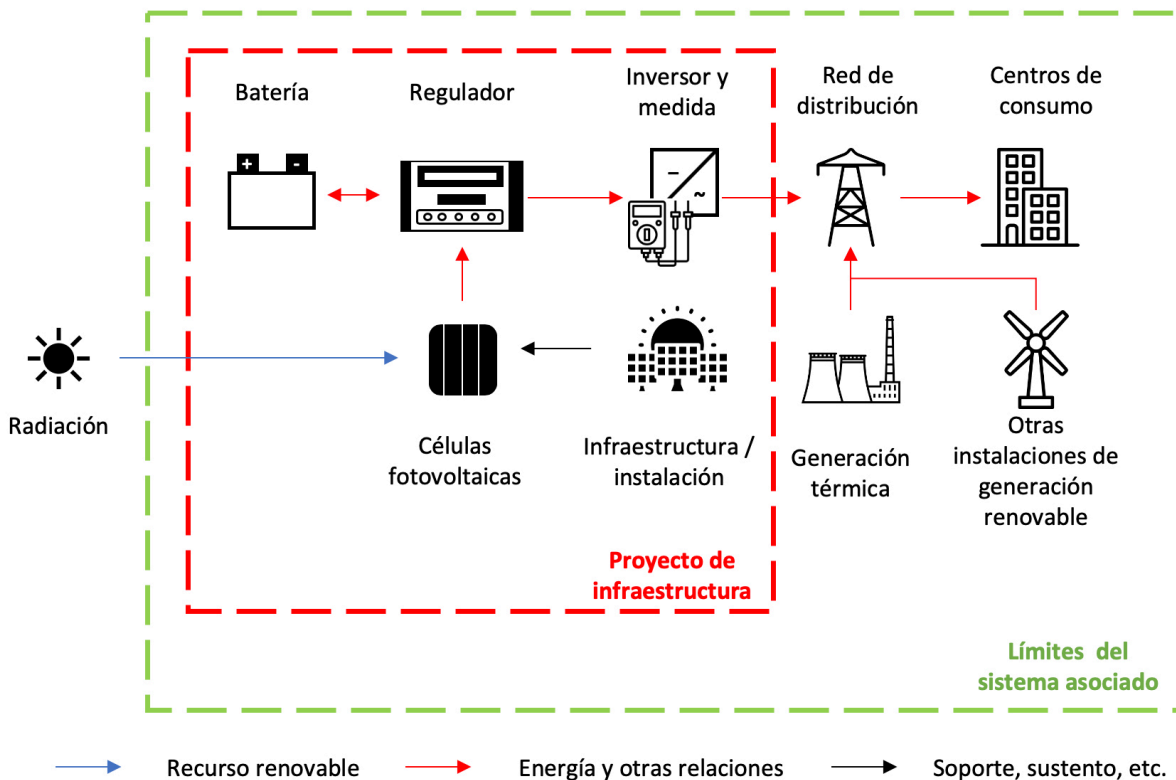 Batería
Regulador
Inversor y
medida
Red de
distribución
Centros de
consumo
+ -
− ~
Radiación
Células
fotovoltaicas
Infraestructura /
instalación
Generación
térmica
Otras
instalaciones de
generación
renovable
Proyecto de
infraestructura
Límites del
sistema asociado
Recurso renovable
Energía y otras relaciones
Soporte, sustento, etc.